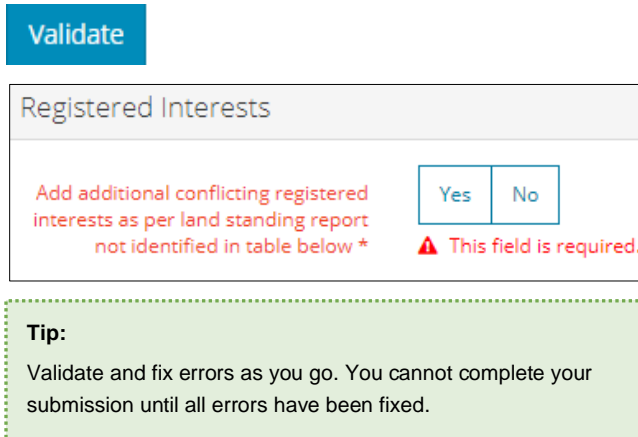 Validate
Registered Interests
Add additional conflicting registered
interests as per land standing report
not identified in table below *
Yes No
This field is required.
Tip:
Validate and fix errors as you go. You cannot complete your
submission until all errors have been fixed.